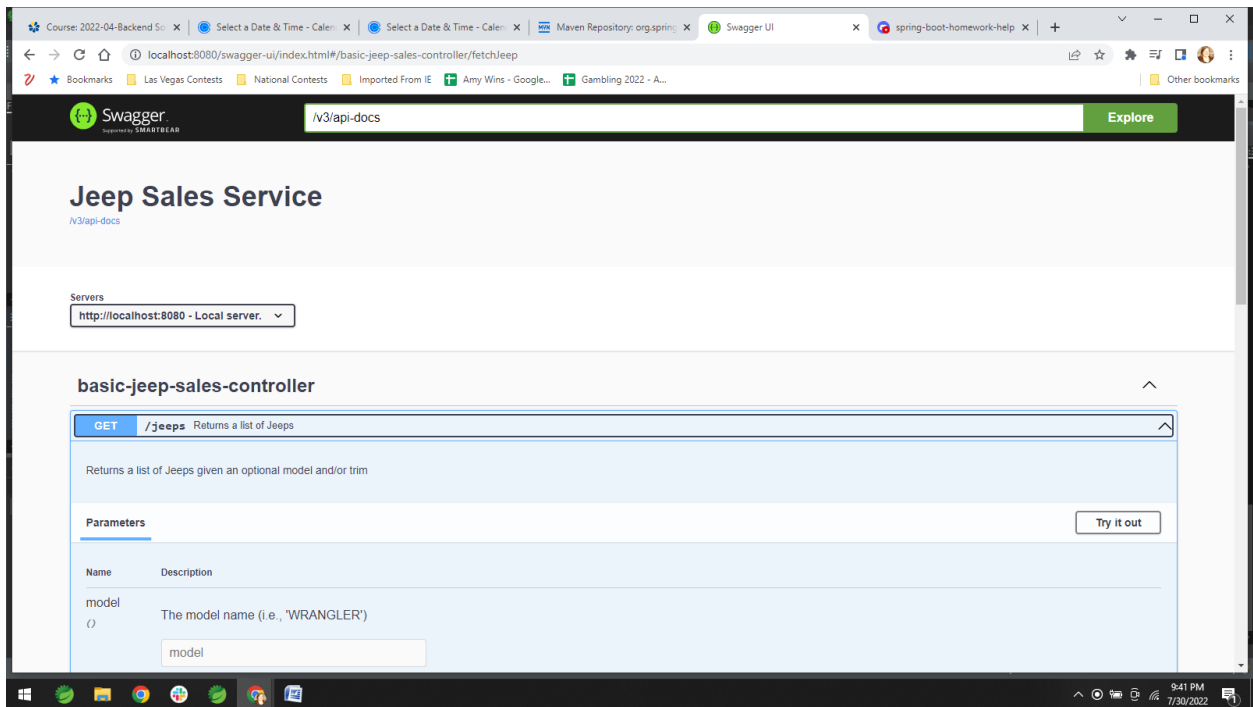 Course: 2022-04-Backend So
Select a Date & Time - Calen
Select a Date & Time - Calen
MVN Maven Repository: org.spring
Swagger UI
spring-boot-homework-help
localhost:8080/swagger-ui/index.html#/basic-jeep-sales-controller/fetchJeep
Bookmarks Las Vegas Contests National Contests Imported From IE Amy Wins - Google... Gambling 2022 - A... Other bookmarks
Swagger.
Supported by SMARTBEAR
/v3/api-docs
Explore
Jeep Sales Service
/v3/api-docs
Servers
http://localhost:8080 - Local server.
basic-jeep-sales-controller
GET /jeeps Returns a list of Jeeps
Returns a list of Jeeps given an optional model and/or trim
Parameters
Try it out
Name Description
model
()
The model name (i.e., 'WRANGLER')
model
9:41 PM
7/30/2022
1